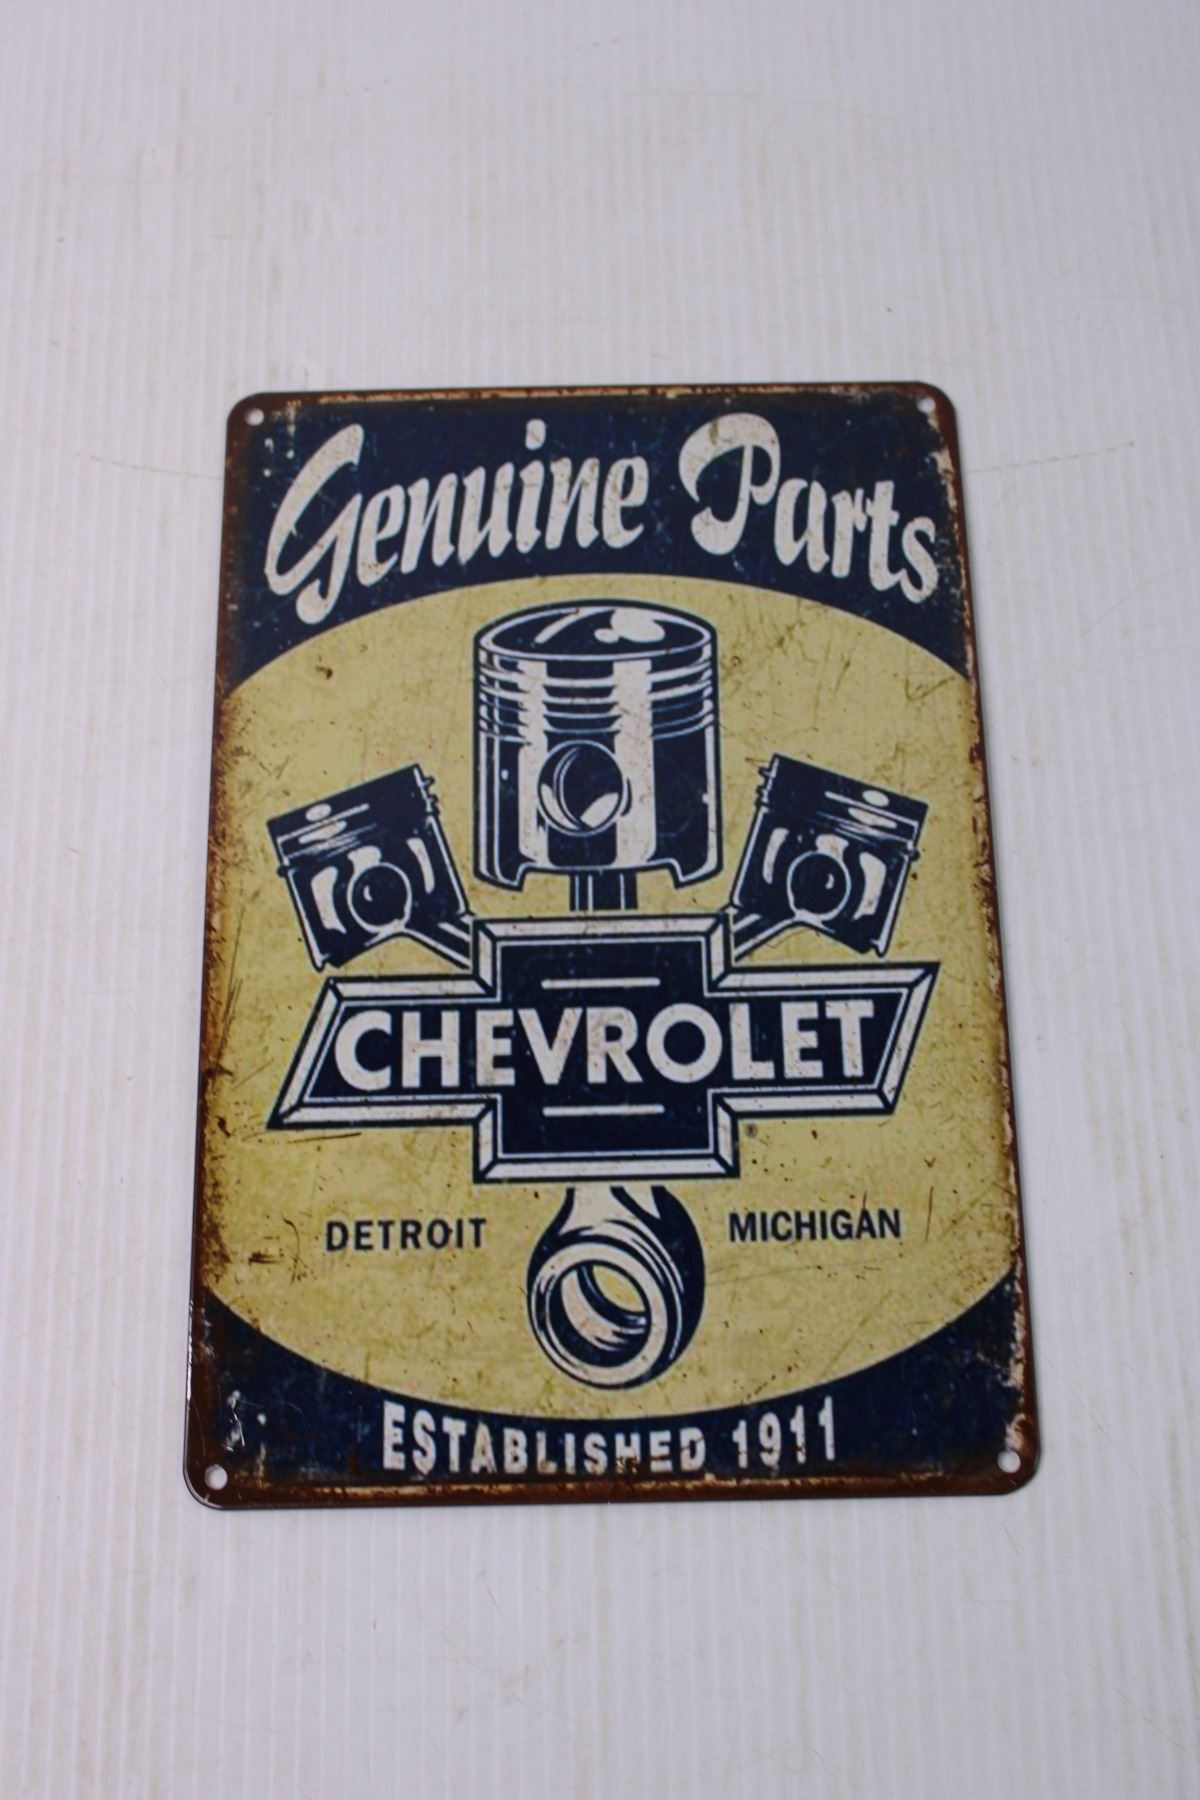 Genuine Parts
CHEVROLET
®
DETROIT MICHIGAN
ESTABLISHED 1911